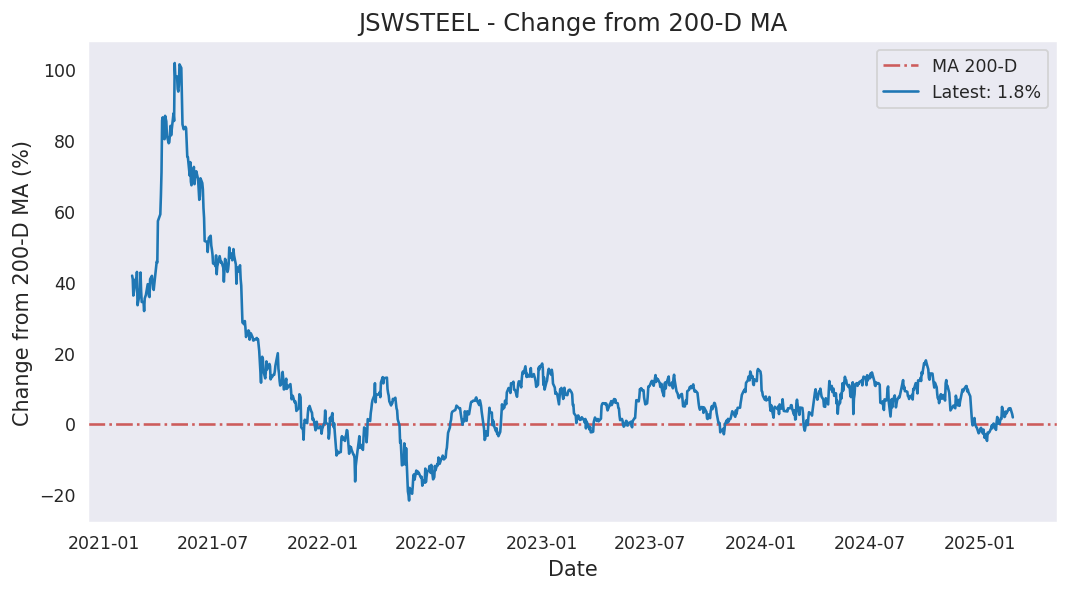 JSWSTEEL - Change from 200-D MA
MA 200-D
Latest: 1.8%
Change from 200-D MA (%)
100
80
60
40
20
0
−20
2021-01 2021-07 2022-01 2022-07 2023-01 2023-07 2024-01 2024-07 2025-01
Date